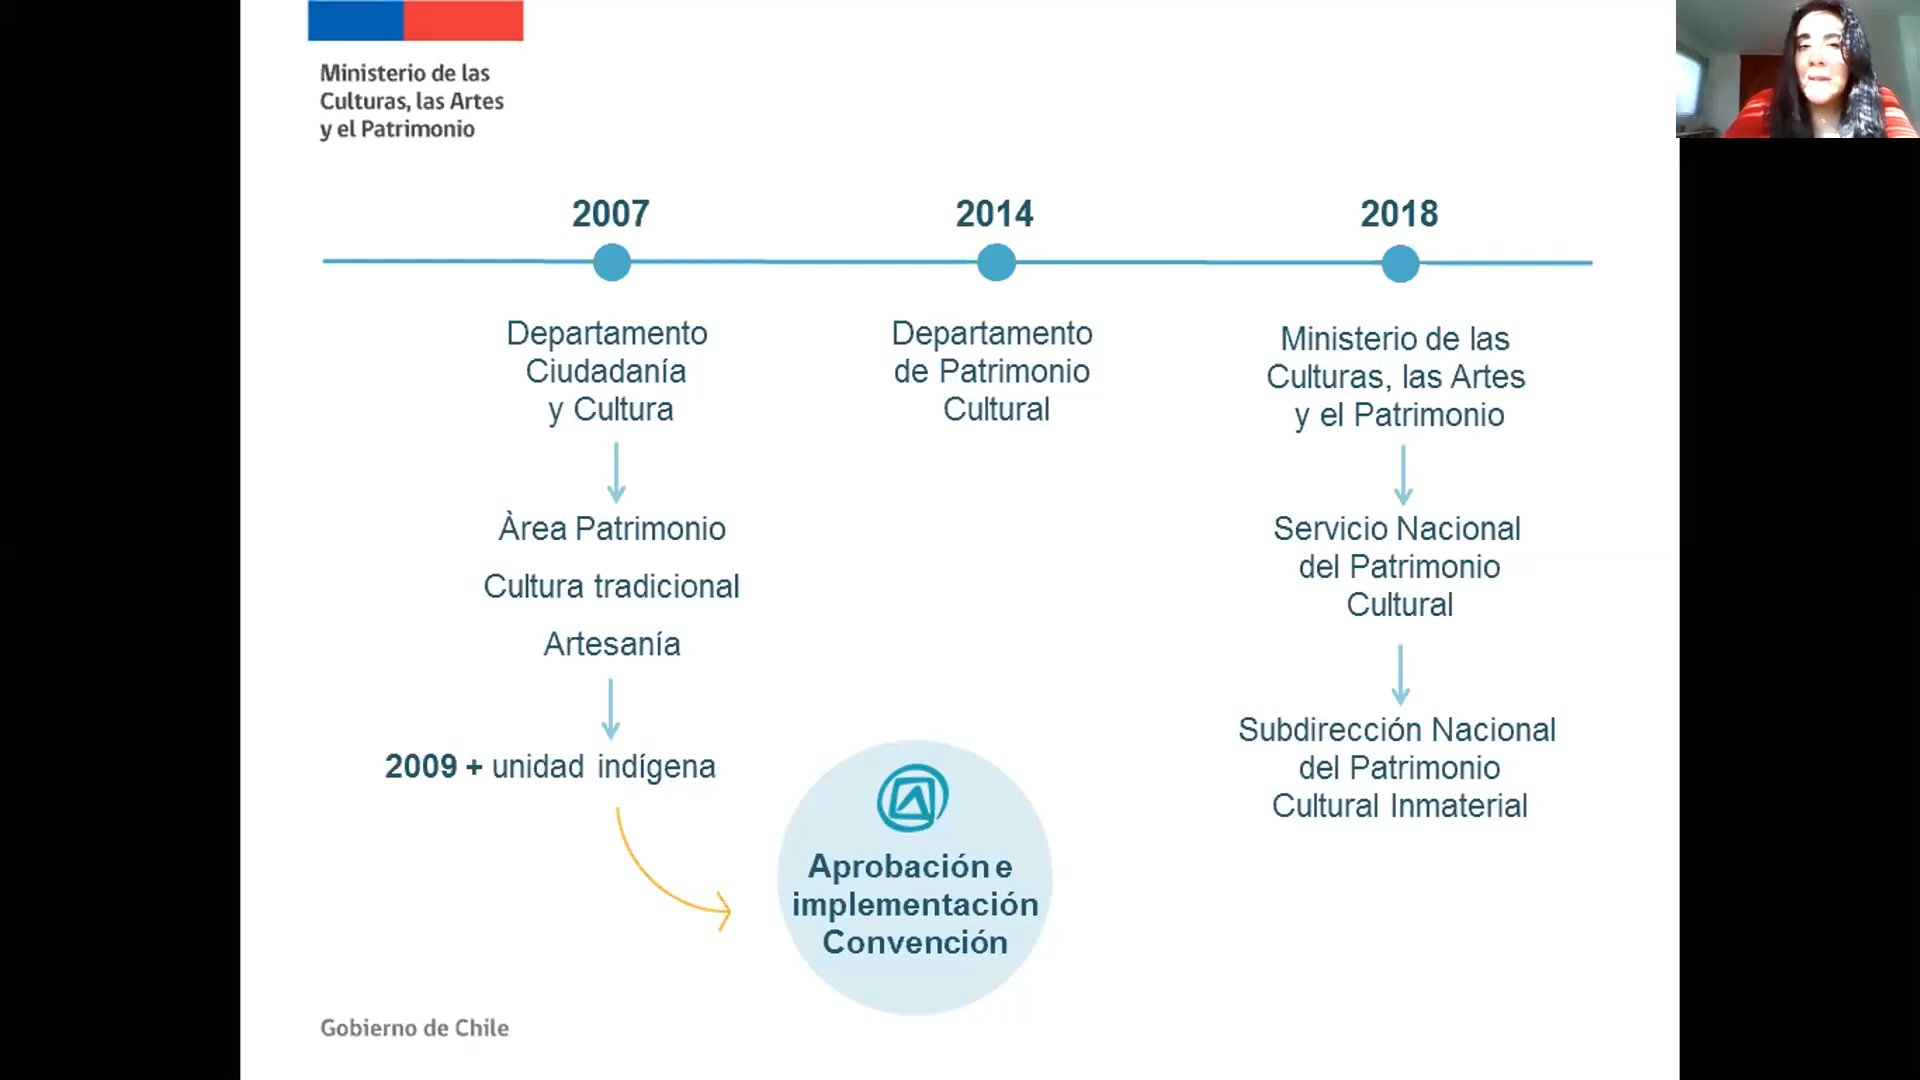 Ministerio de las
Culturas, las Artes
y el Patrimonio
2007
2014
2018
Departamento
Ciudadanía
y Cultura
Departamento
de Patrimonio
Cultural
Ministerio de las
Culturas, las Artes
y el Patrimonio
Àrea Patrimonio
Cultura tradicional
Artesanía
Servicio Nacional
del Patrimonio
Cultural
2009 + unidad indígena
Subdirección Nacional
del Patrimonio
Cultural Inmaterial
Aprobación e
implementación
Convención
Gobierno de Chile